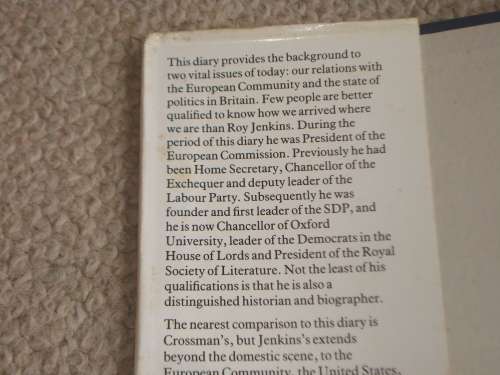 This diary provides the background to
two vital issues of today: our relations with
the European Community and the state of
politics in Britain. Few people are better
qualified to know how we arrived where
we are than Roy Jenkins. During the
period of this diary he was President of the
European Commission. Previously he had
been Home Secretary, Chancellor of the
Exchequer and deputy leader of the
Labour Party. Subsequently he was
founder and first leader of the SDP, and
he is now Chancellor of Oxford
University, leader of the Democrats in the
House of Lords and President of the Royal
Society of Literature. Not the least of his
qualifications is that he is also a
distinguished historian and biographer.
The nearest comparison to this diary is
Crossman's, but Jenkins's extends
beyond the domestic scene, to the
European Community, the United States,